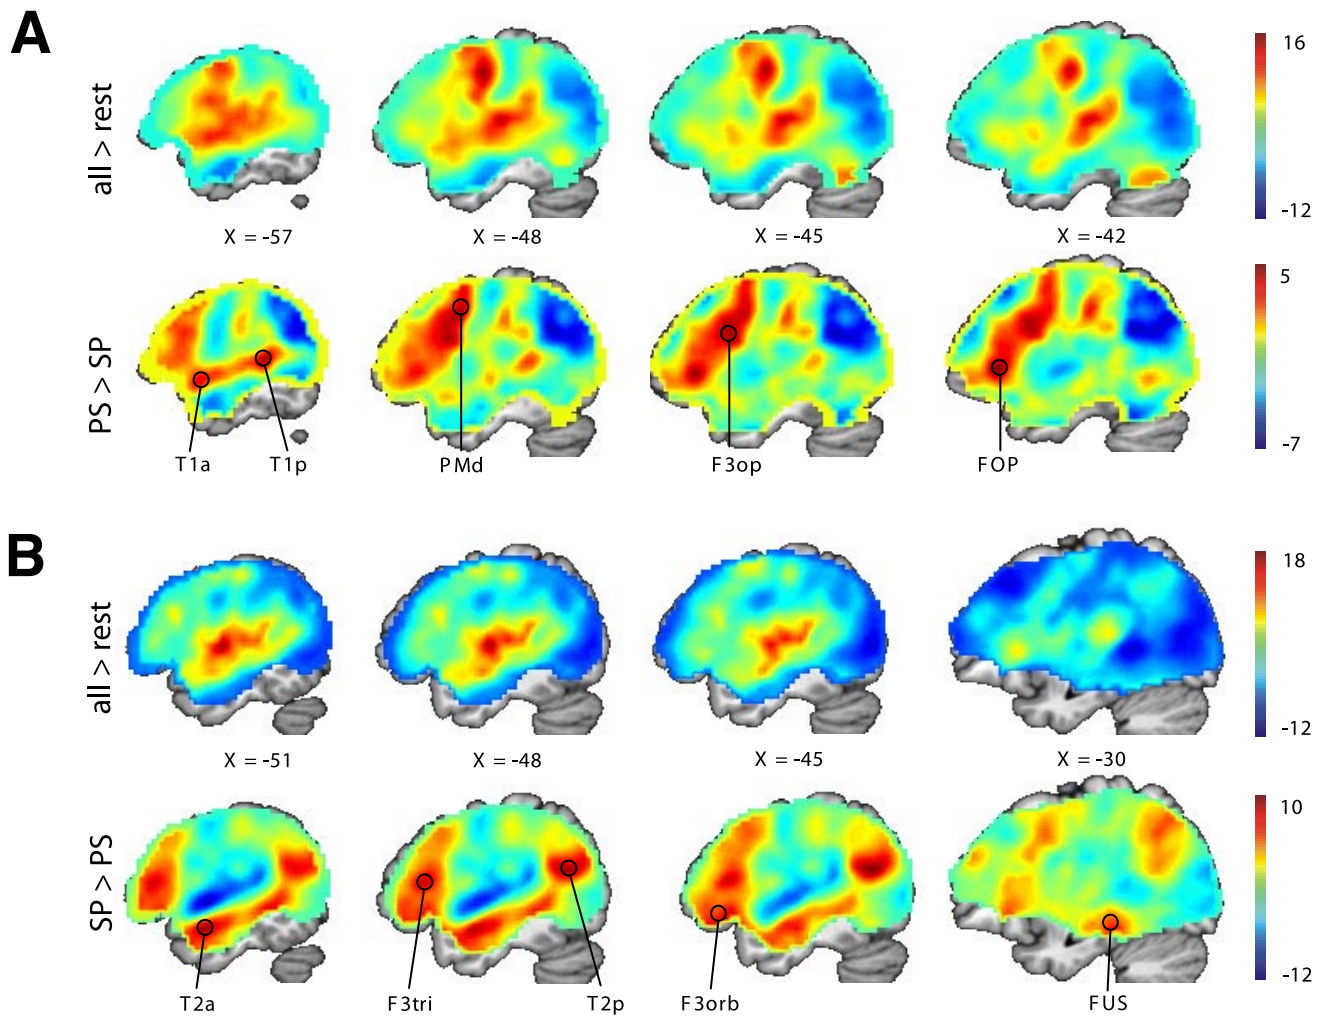 A
all > rest
16
-12
X = -57
X = -48
X = -45
X = -42
PS > SP
5
-7
T1a
T1p
PMd
F3op
FOP
B
all > rest
18
-12
X = -51
X = -48
X = -45
X = -30
SP > PS
10
-12
T2a
F3tri
T2p
F3orb
FUS